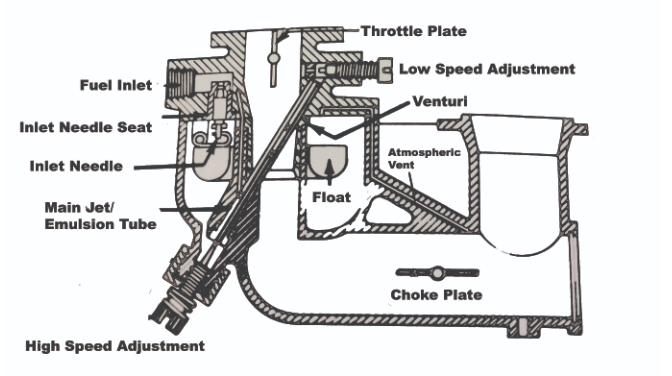 Throttle Plate
Fuel Inlet
Low Speed Adjustment
Venturi
Inlet Needle Seat
Atmospheric
Vent
Inlet Needle
Float
Main Jet/
Emulsion Tube
Choke Plate
High Speed Adjustment